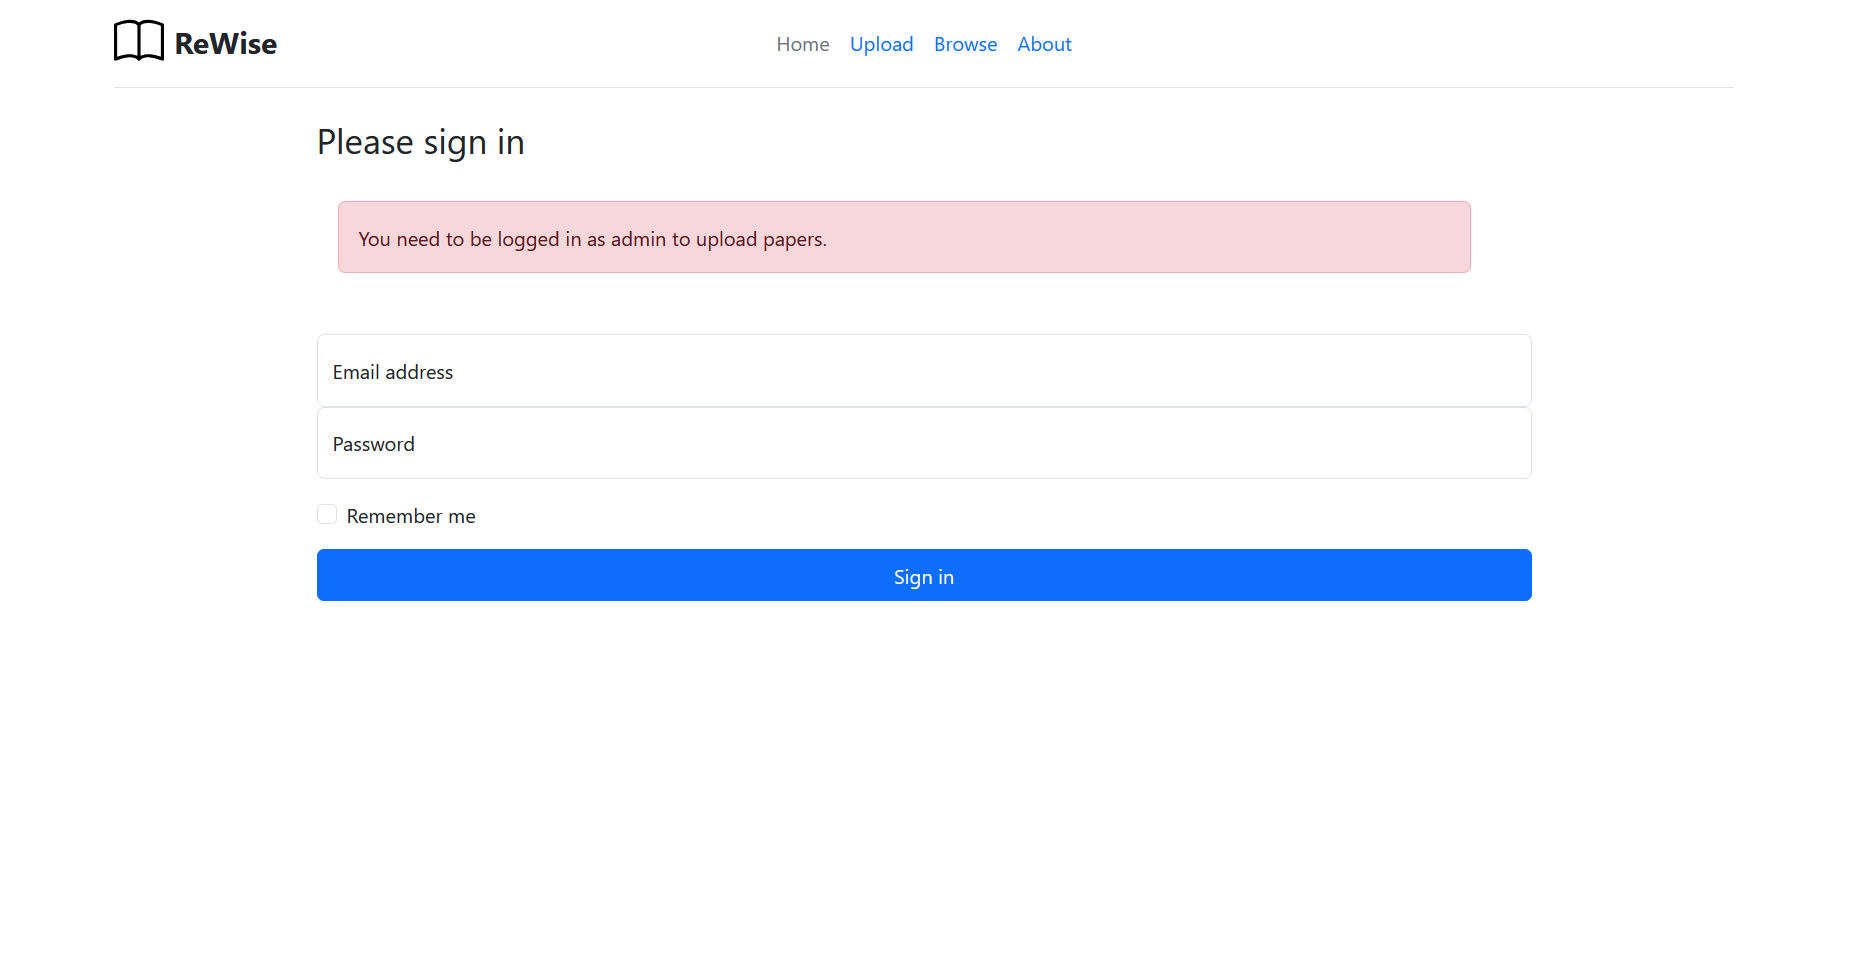 ReWise
Home Upload Browse About
Please sign in
You need to be logged in as admin to upload papers.
Email address
Password
Remember me
Sign in